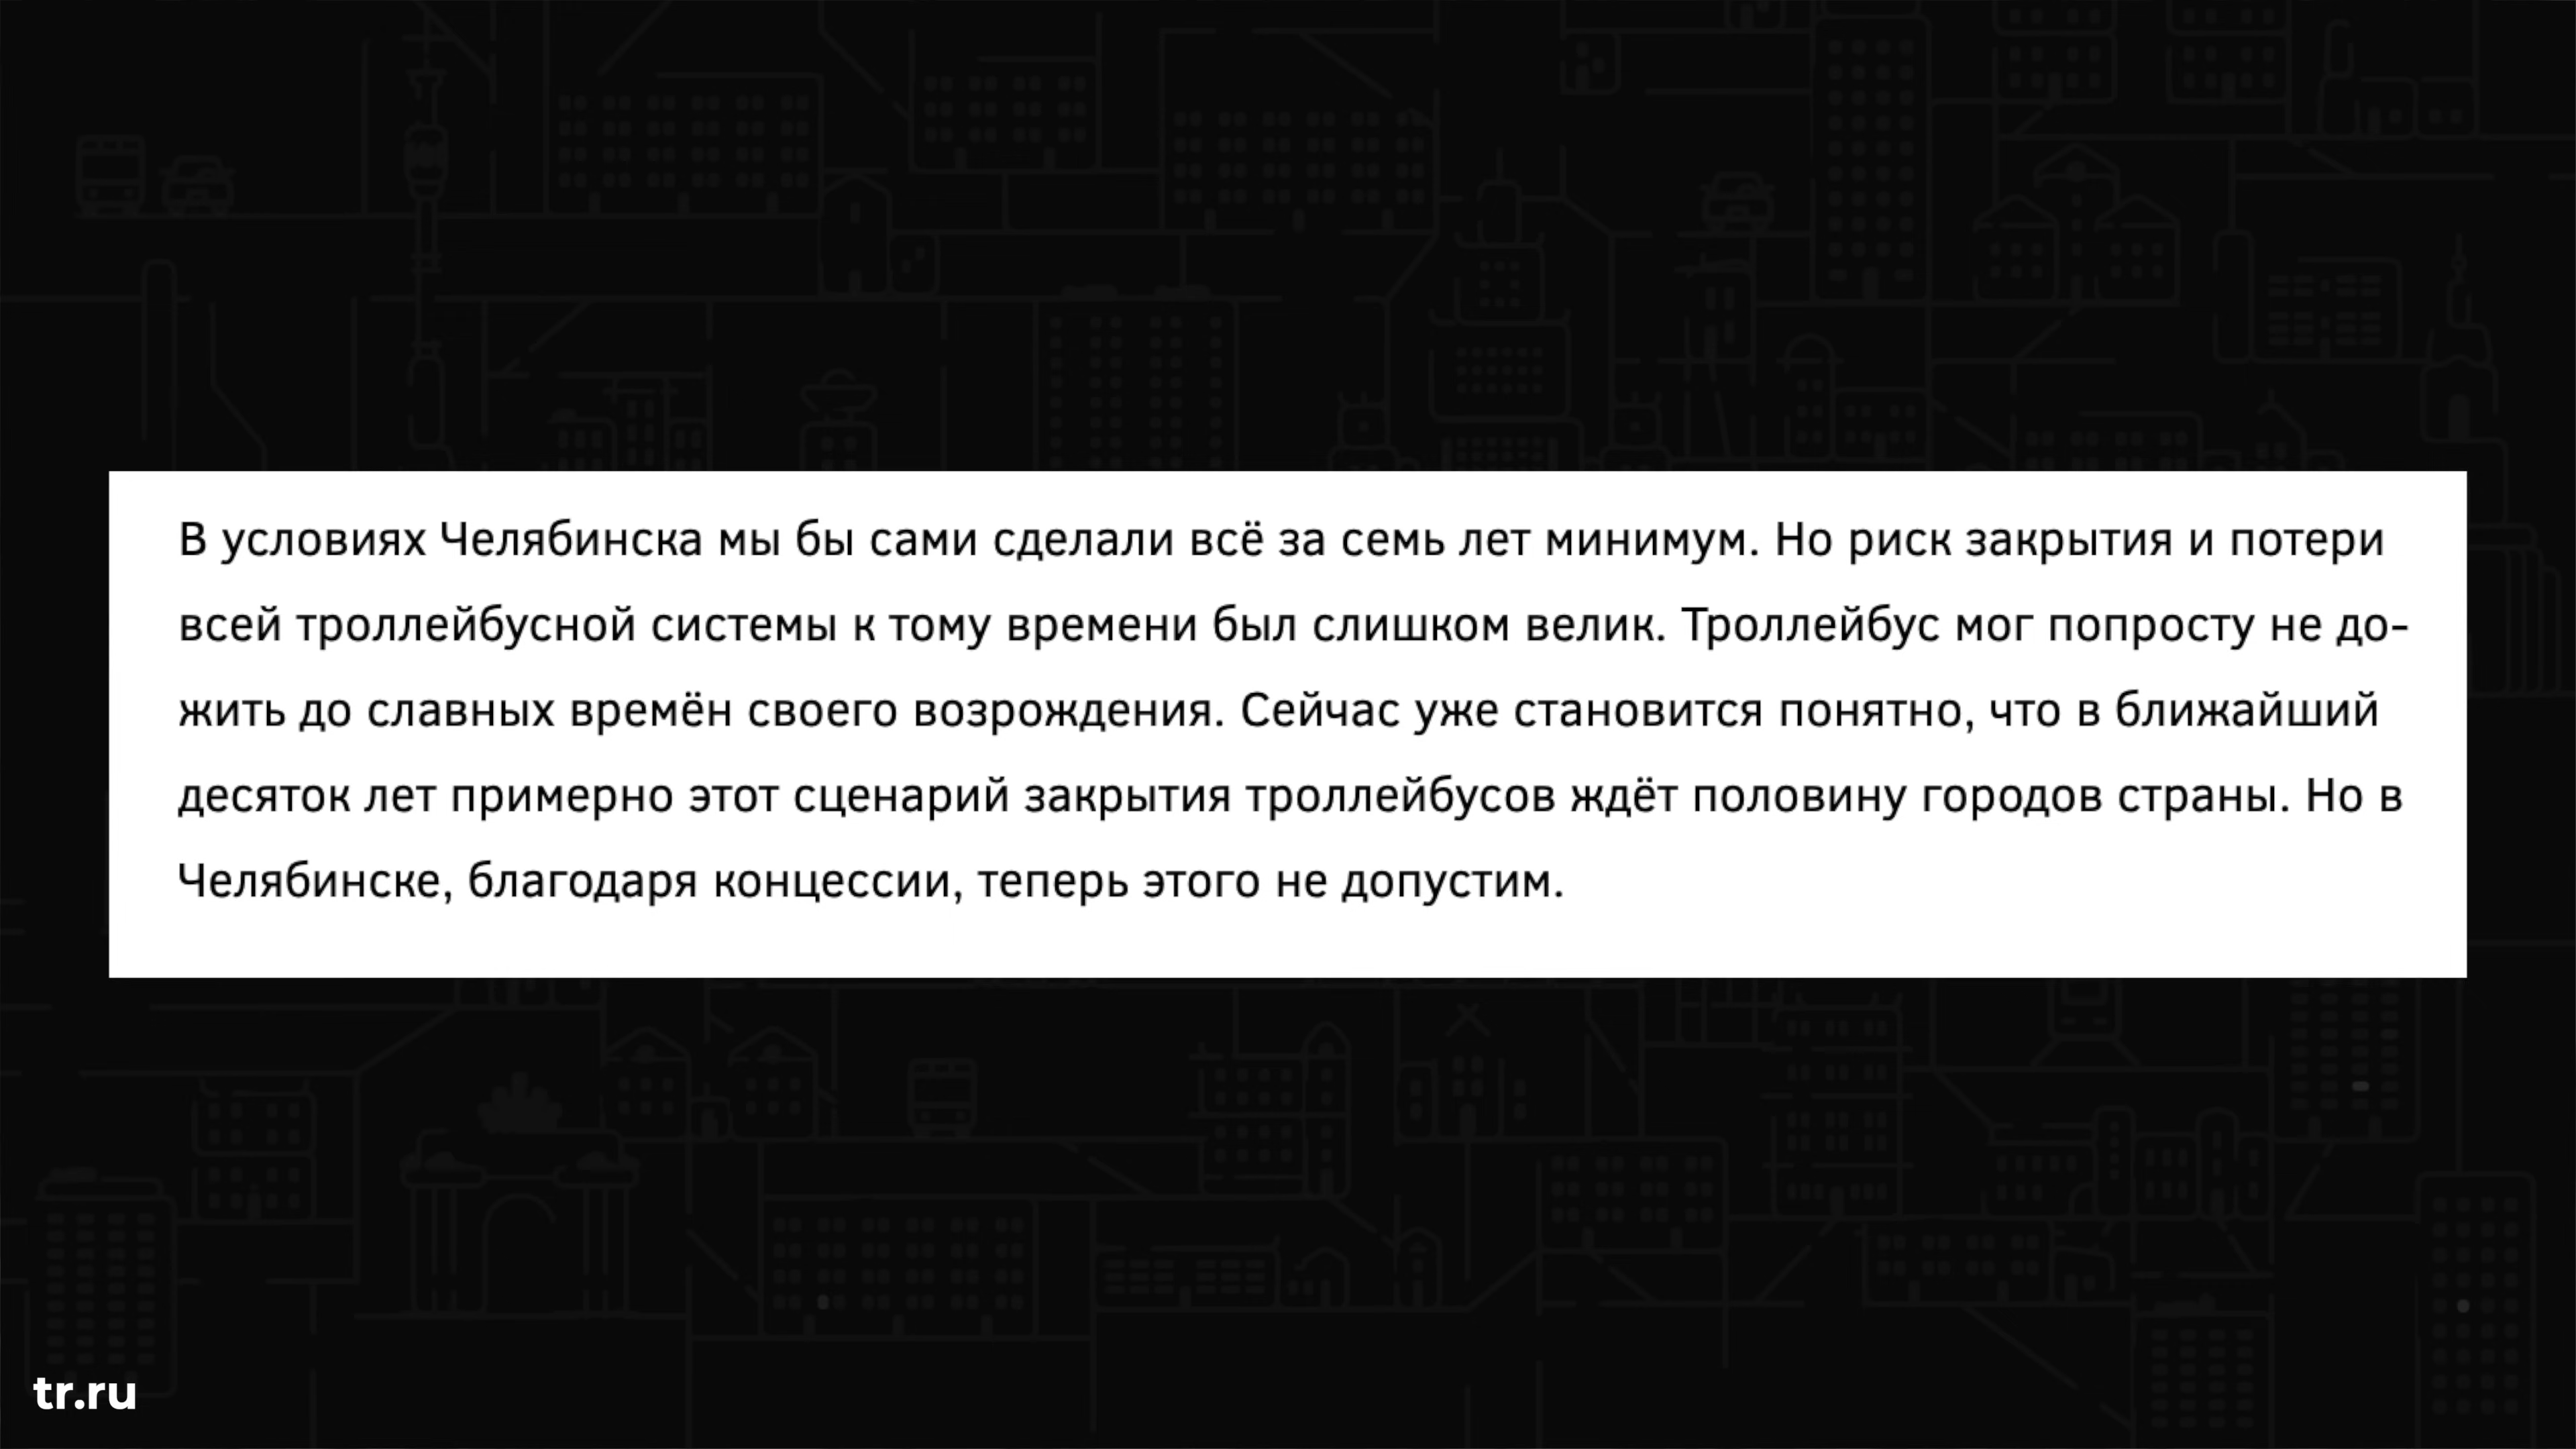 В условиях Челябинска мы бы сами сделали всё за семь лет минимум. Но риск закрытия и потери
всей троллейбусной системы к тому времени был слишком велик. Троллейбус мог попросту не до-
жить до славных времён своего возрождения. Сейчас уже становится понятно, что в ближайший
десяток лет примерно этот сценарий закрытия троллейбусов ждёт половину городов страны. Но в
Челябинске, благодаря концессии, теперь этого не допустим.
tr.ru